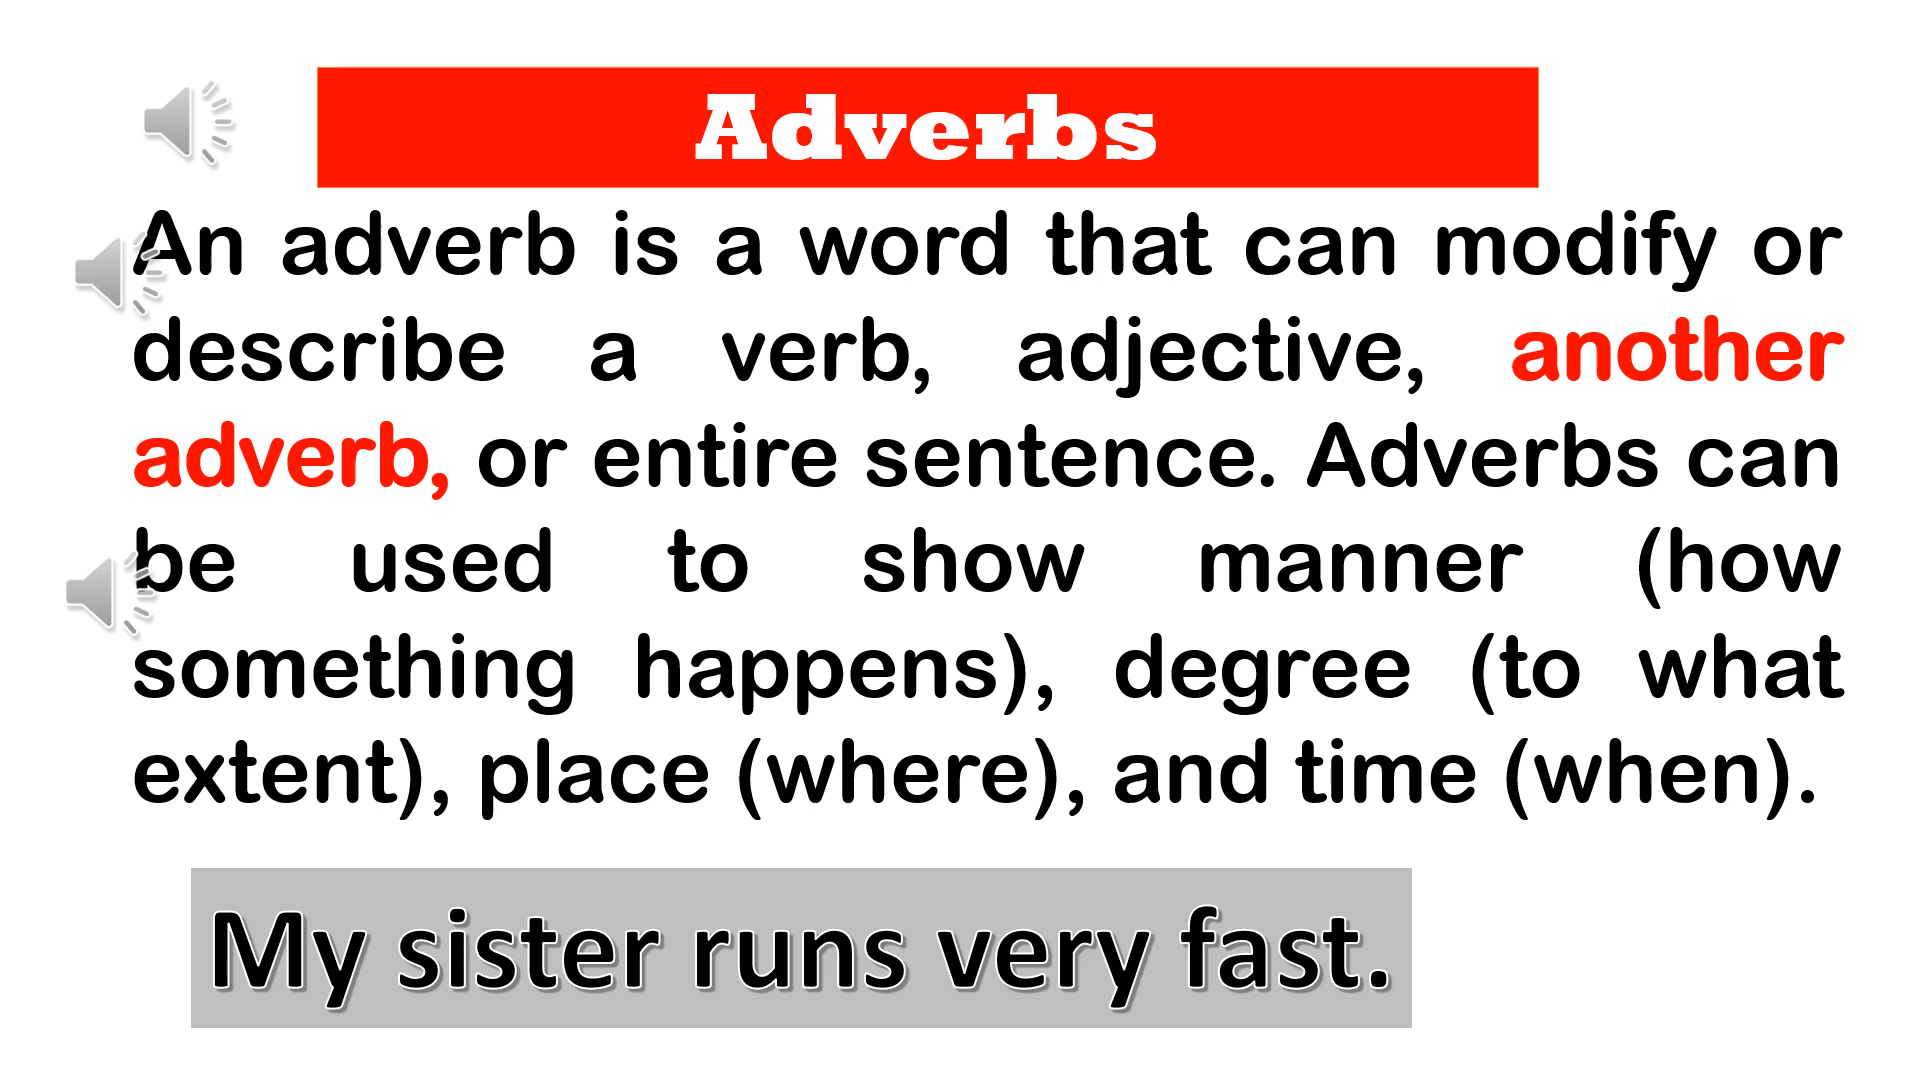 Adverbs
An adverb is a word that can modify or
describe a verb, adjective, another
adverb, or entire sentence. Adverbs can
be used to show manner (how
something happens), degree (to what
extent), place (where), and time (when).
My sister runs very fast.